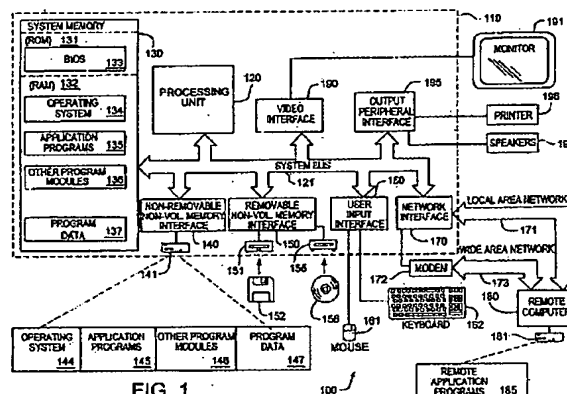 SYSTEM MEMORY
(ROM) 131
BIOS
133
(RAM) 132
OPERATING
SYSTEM 134
APPLICATION
PROGRAMS 135
OTHER PROGRAM
MODULES 136
PROGRAM
DATA 137
130
PROCESSING
UNIT
120
190
VIDEO
INTERFACE
195
OUTPUT
PERIPHERAL
INTERFACE
110
191
MONITOR
196
PRINTER
SPEAKERS
SYSTEM BUS
121
NON-REMOVABLE
NON-VOL. MEMORY
INTERFACE
140
REMOVABLE
NON-VOL. MEMORY
INTERFACE
150
USER
INPUT
INTERFACE
160
NETWORK
INTERFACE
170
LOCAL AREA NETWORK
171
WIDE AREA NETWORK
172
MODEM
173
180
REMOTE
COMPUTER
181
141
151
152
155
156
MOUSE
161
KEYBOARD
162
OPERATING
SYSTEM 144
APPLICATION
PROGRAMS 145
OTHER PROGRAM
MODULES 146
PROGRAM
DATA 147
FIG. 1
100
REMOTE
APPLICATION
PROGRAMS 185